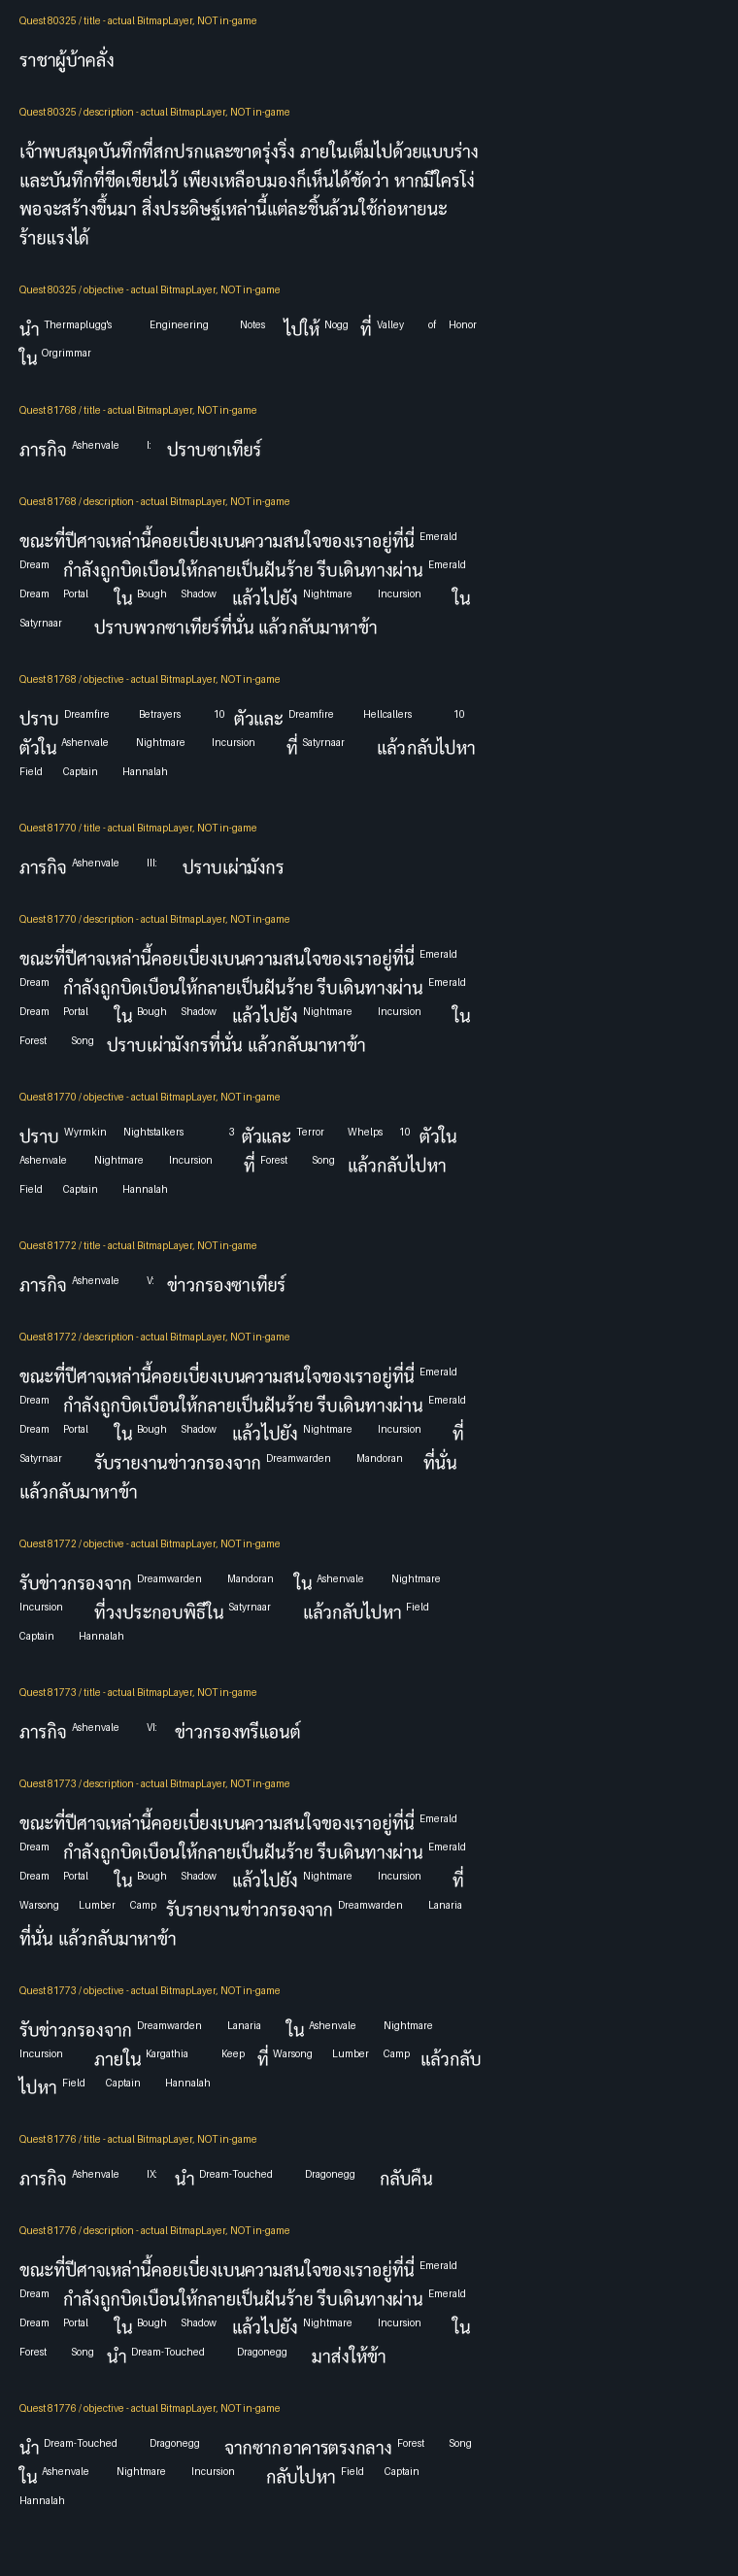 Quest 80325 / title - actual BitmapLayer, NOT in-game
ราชาผู้บ้าคลั่ง
Quest 80325 / description - actual BitmapLayer, NOT in-game
เจ้าพบสมุดบันทึกที่สกปรกและขาดรุ่งริ่ง ภายในเต็มไปด้วยแบบร่าง
และบันทึกที่ขีดเขียนไว้ เพียงเหลือบมองก็เห็นได้ชัดว่า หากมีใครโง่
พอจะสร้างขึ้นมา สิ่งประดิษฐ์เหล่านี้แต่ละชิ้นล้วนใช้ก่อหายนะ
ร้ายแรงได้
Quest 80325 / objective - actual BitmapLayer, NOT in-game
นำ Thermaplugg's Engineering Notes ไปให้ Nogg ที่ Valley of Honor
ใน Orgrimmar
Quest 81768 / title - actual BitmapLayer, NOT in-game
ภารกิจ Ashenvale I: ปราบซาเทียร์
Quest 81768 / description - actual BitmapLayer, NOT in-game
ขณะที่ปีศาจเหล่านี้คอยเบี่ยงเบนความสนใจของเราอยู่ที่นี่ Emerald
Dream กำลังถูกบิดเบือนให้กลายเป็นฝันร้าย รีบเดินทางผ่าน Emerald
Dream Portal ใน Bough Shadow แล้วไปยัง Nightmare Incursion ใน
Satyrnaar ปราบพวกซาเทียร์ที่นั่น แล้วกลับมาหาข้า
Quest 81768 / objective - actual BitmapLayer, NOT in-game
ปราบ Dreamfire Betrayers 10 ตัวและ Dreamfire Hellcallers 10
ตัวใน Ashenvale Nightmare Incursion ที่ Satyrnaar แล้วกลับไปหา
Field Captain Hannalah
Quest 81770 / title - actual BitmapLayer, NOT in-game
ภารกิจ Ashenvale III: ปราบเผ่ามังกร
Quest 81770 / description - actual BitmapLayer, NOT in-game
ขณะที่ปีศาจเหล่านี้คอยเบี่ยงเบนความสนใจของเราอยู่ที่นี่ Emerald
Dream กำลังถูกบิดเบือนให้กลายเป็นฝันร้าย รีบเดินทางผ่าน Emerald
Dream Portal ใน Bough Shadow แล้วไปยัง Nightmare Incursion ใน
Forest Song ปราบเผ่ามังกรที่นั่น แล้วกลับมาหาข้า
Quest 81770 / objective - actual BitmapLayer, NOT in-game
ปราบ Wyrmkin Nightstalkers 3 ตัวและ Terror Whelps 10 ตัวใน
Ashenvale Nightmare Incursion ที่ Forest Song แล้วกลับไปหา
Field Captain Hannalah
Quest 81772 / title - actual BitmapLayer, NOT in-game
ภารกิจ Ashenvale V: ข่าวกรองซาเทียร์
Quest 81772 / description - actual BitmapLayer, NOT in-game
ขณะที่ปีศาจเหล่านี้คอยเบี่ยงเบนความสนใจของเราอยู่ที่นี่ Emerald
Dream กำลังถูกบิดเบือนให้กลายเป็นฝันร้าย รีบเดินทางผ่าน Emerald
Dream Portal ใน Bough Shadow แล้วไปยัง Nightmare Incursion ที่
Satyrnaar รับรายงานข่าวกรองจาก Dreamwarden Mandoran ที่นั่น
แล้วกลับมาหาข้า
Quest 81772 / objective - actual BitmapLayer, NOT in-game
รับข่าวกรองจาก Dreamwarden Mandoran ใน Ashenvale Nightmare
Incursion ที่วงประกอบพิธีใน Satyrnaar แล้วกลับไปหา Field
Captain Hannalah
Quest 81773 / title - actual BitmapLayer, NOT in-game
ภารกิจ Ashenvale VI: ข่าวกรองทรีแอนต์
Quest 81773 / description - actual BitmapLayer, NOT in-game
ขณะที่ปีศาจเหล่านี้คอยเบี่ยงเบนความสนใจของเราอยู่ที่นี่ Emerald
Dream กำลังถูกบิดเบือนให้กลายเป็นฝันร้าย รีบเดินทางผ่าน Emerald
Dream Portal ใน Bough Shadow แล้วไปยัง Nightmare Incursion ที่
Warsong Lumber Camp รับรายงานข่าวกรองจาก Dreamwarden Lanaria
ที่นั่น แล้วกลับมาหาข้า
Quest 81773 / objective - actual BitmapLayer, NOT in-game
รับข่าวกรองจาก Dreamwarden Lanaria ใน Ashenvale Nightmare
Incursion ภายใน Kargathia Keep ที่ Warsong Lumber Camp แล้วกลับ
ไปหา Field Captain Hannalah
Quest 81776 / title - actual BitmapLayer, NOT in-game
ภารกิจ Ashenvale IX: นำ Dream-Touched Dragonegg กลับคืน
Quest 81776 / description - actual BitmapLayer, NOT in-game
ขณะที่ปีศาจเหล่านี้คอยเบี่ยงเบนความสนใจของเราอยู่ที่นี่ Emerald
Dream กำลังถูกบิดเบือนให้กลายเป็นฝันร้าย รีบเดินทางผ่าน Emerald
Dream Portal ใน Bough Shadow แล้วไปยัง Nightmare Incursion ใน
Forest Song นำ Dream-Touched Dragonegg มาส่งให้ข้า
Quest 81776 / objective - actual BitmapLayer, NOT in-game
นำ Dream-Touched Dragonegg จากซากอาคารตรงกลาง Forest Song
ใน Ashenvale Nightmare Incursion กลับไปหา Field Captain
Hannalah